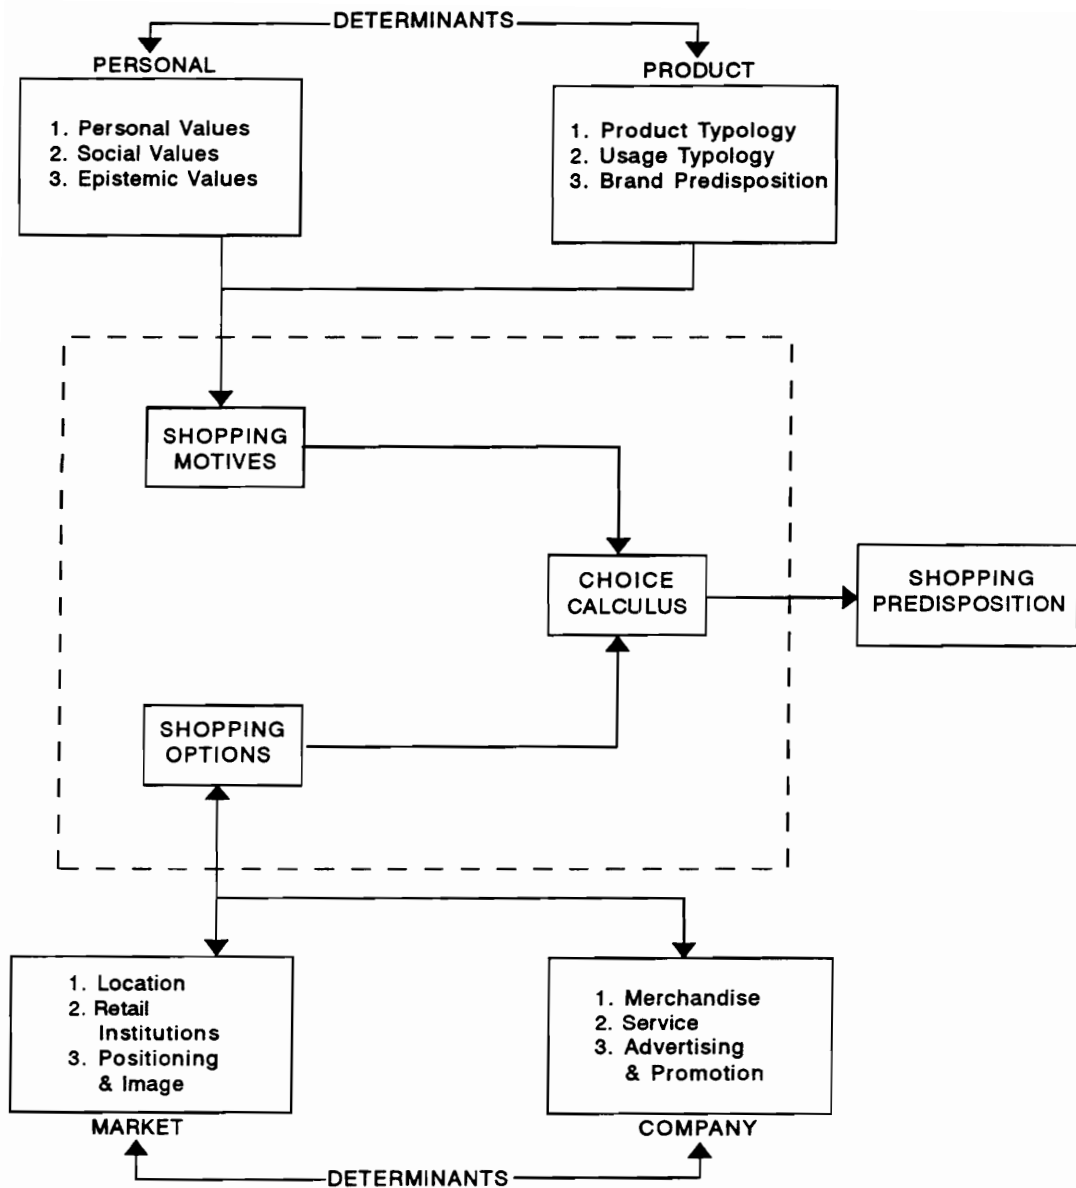 DETERMINANTS
PERSONAL
PRODUCT
1. Personal Values
2. Social Values
3. Epistemic Values
1. Product Typology
2. Usage Typology
3. Brand Predisposition
SHOPPING
MOTIVES
CHOICE
CALCULUS
SHOPPING
PREDISPOSITION
SHOPPING
OPTIONS
1. Location
2. Retail
Institutions
3. Positioning
& Image
1. Merchandise
2. Service
3. Advertising
& Promotion
MARKET
COMPANY
DETERMINANTS